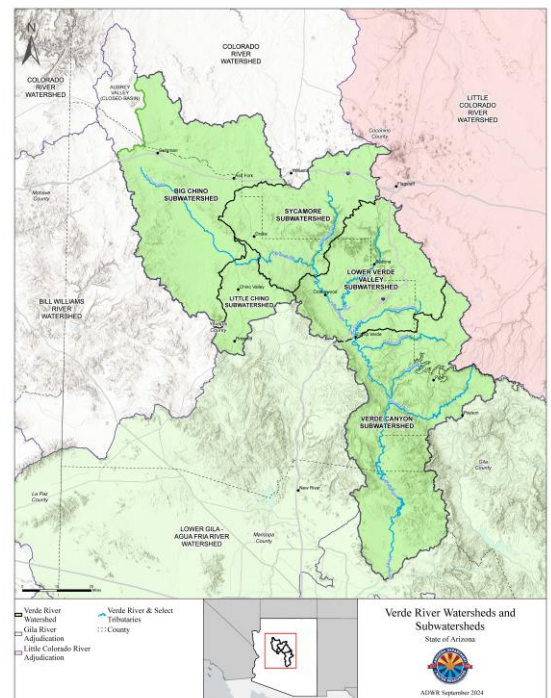 COLORADO
RIVER
WATERSHED
COLORADO
RIVER
WATERSHED
AUBREY
VALLEY
(CLOSED BASIN)
LITTLE
COLORADO
RIVER
WATERSHED
Coconino
County
Seligman
Ash Fork
Williams
Flagstaff
Mohave
County
BIG CHINO
SUBWATERSHED
SYCAMORE
SUBWATERSHED
Drake
Sedona
LOWER VERDE
VALLEY
SUBWATERSHED
Cottonwood
Chino Valley
LITTLE CHINO
SUBWATERSHED
BILL WILLIAMS
RIVER
WATERSHED
Yavapai
County
Prescott
Camp Verde
Payson
VERDE CANYON
SUBWATERSHED
Gila
County
La Paz
County
New River
Maricopa
County
LOWER GILA -
AGUA FRIA RIVER
WATERSHED
Verde River
Watershed
Gila River
Adjudication
Little Colorado River
Adjudication
Verde River & Select
Tributaries
County
Verde River Watersheds and
Subwatersheds
State of Arizona
ADWR September 2024